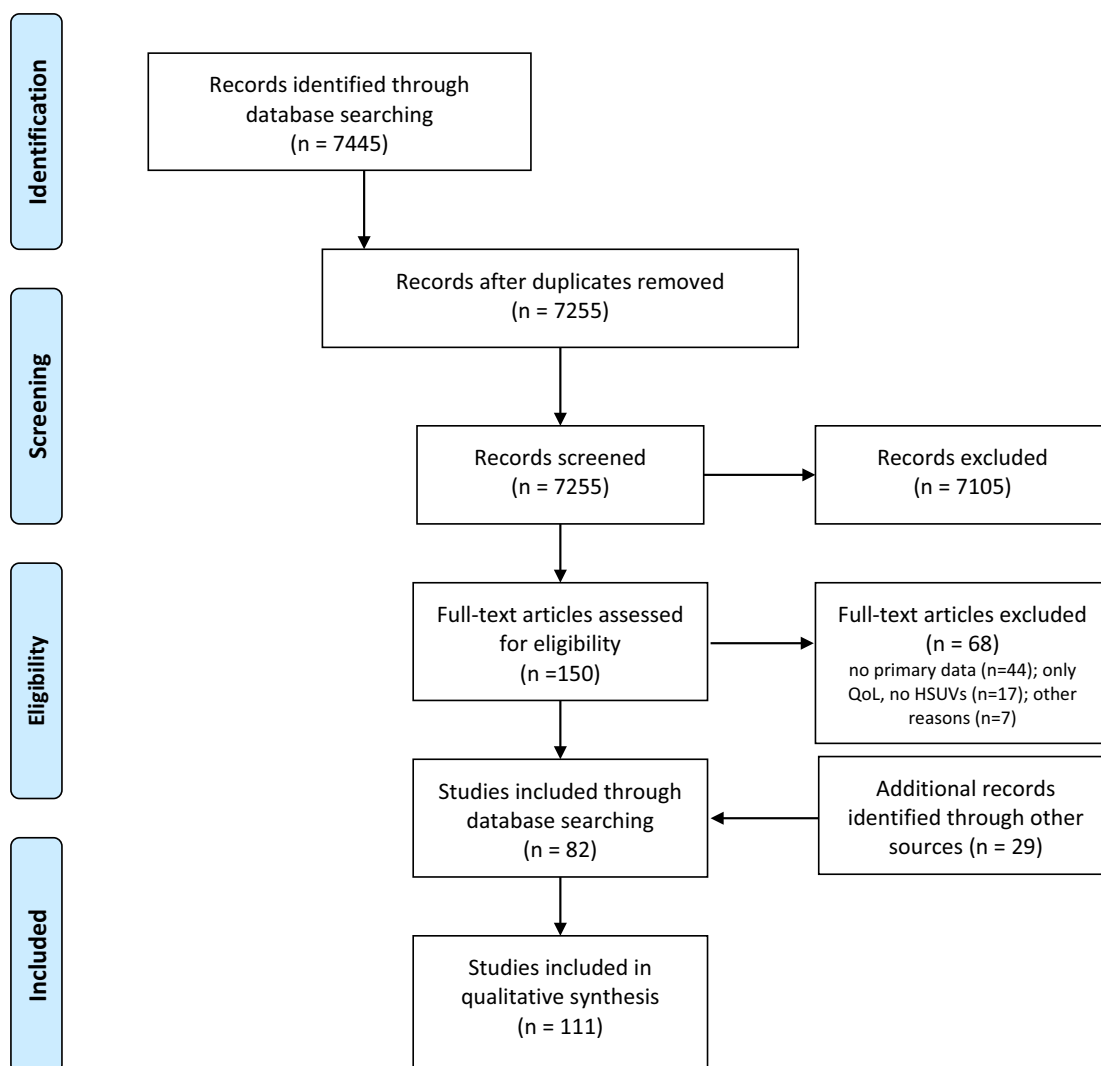 Identification
Records identified through
database searching
(n = 7445)
Records after duplicates removed
(n = 7255)
Screening
Records screened
(n = 7255)
Records excluded
(n = 7105)
Eligibility
Full-text articles assessed
for eligibility
(n =150)
Full-text articles excluded
(n = 68)
no primary data (n=44); only
QoL, no HSUVs (n=17); other
reasons (n=7)
Studies included through
database searching
(n = 82)
Additional records
identified through other
sources (n = 29)
Included
Studies included in
qualitative synthesis
(n = 111)